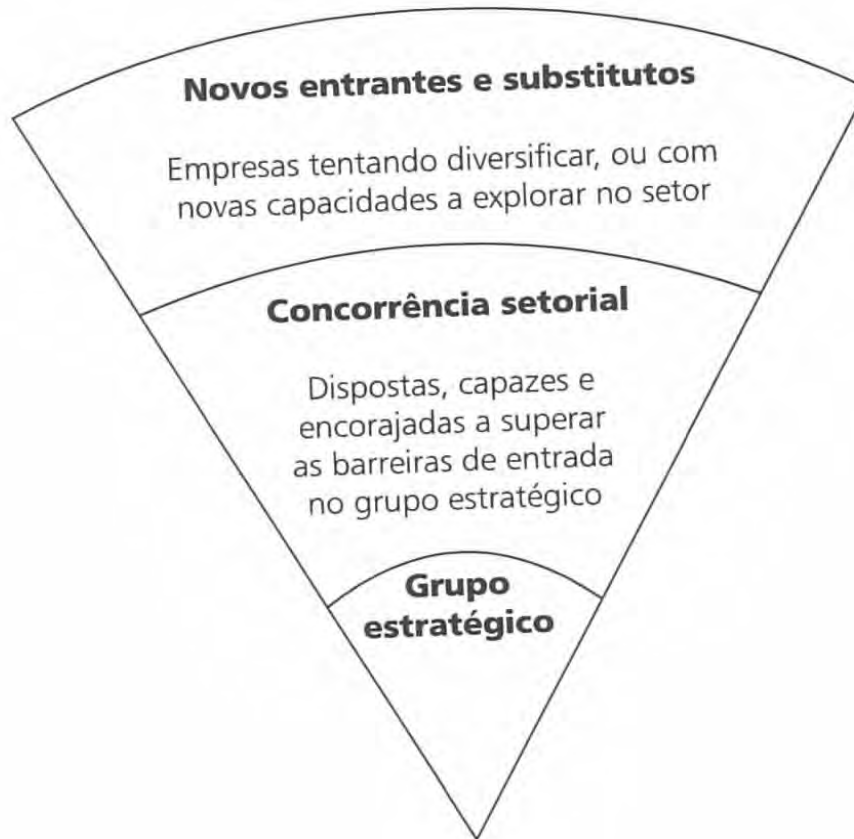 Novos entrantes e substitutos
Empresas tentando diversificar, ou com
novas capacidades a explorar no setor
Concorrência setorial
Dispostas, capazes e
encorajadas a superar
as barreiras de entrada
no grupo estratégico
Grupo
estratégico